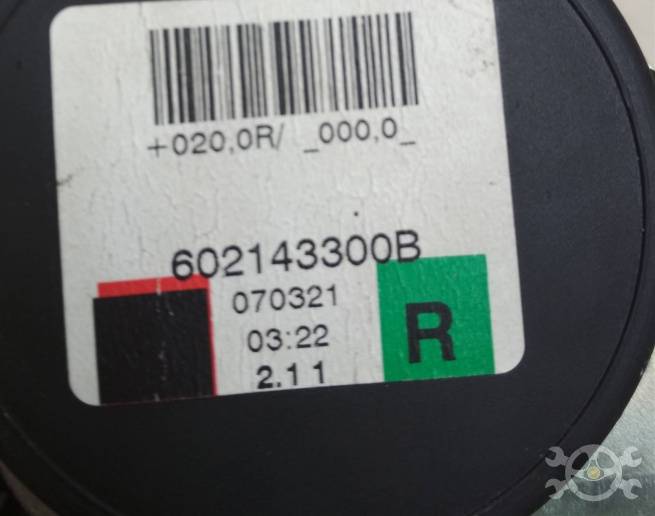 +020,0R/ _000,0_
602143300B
070321
03:22
2.1 1
R